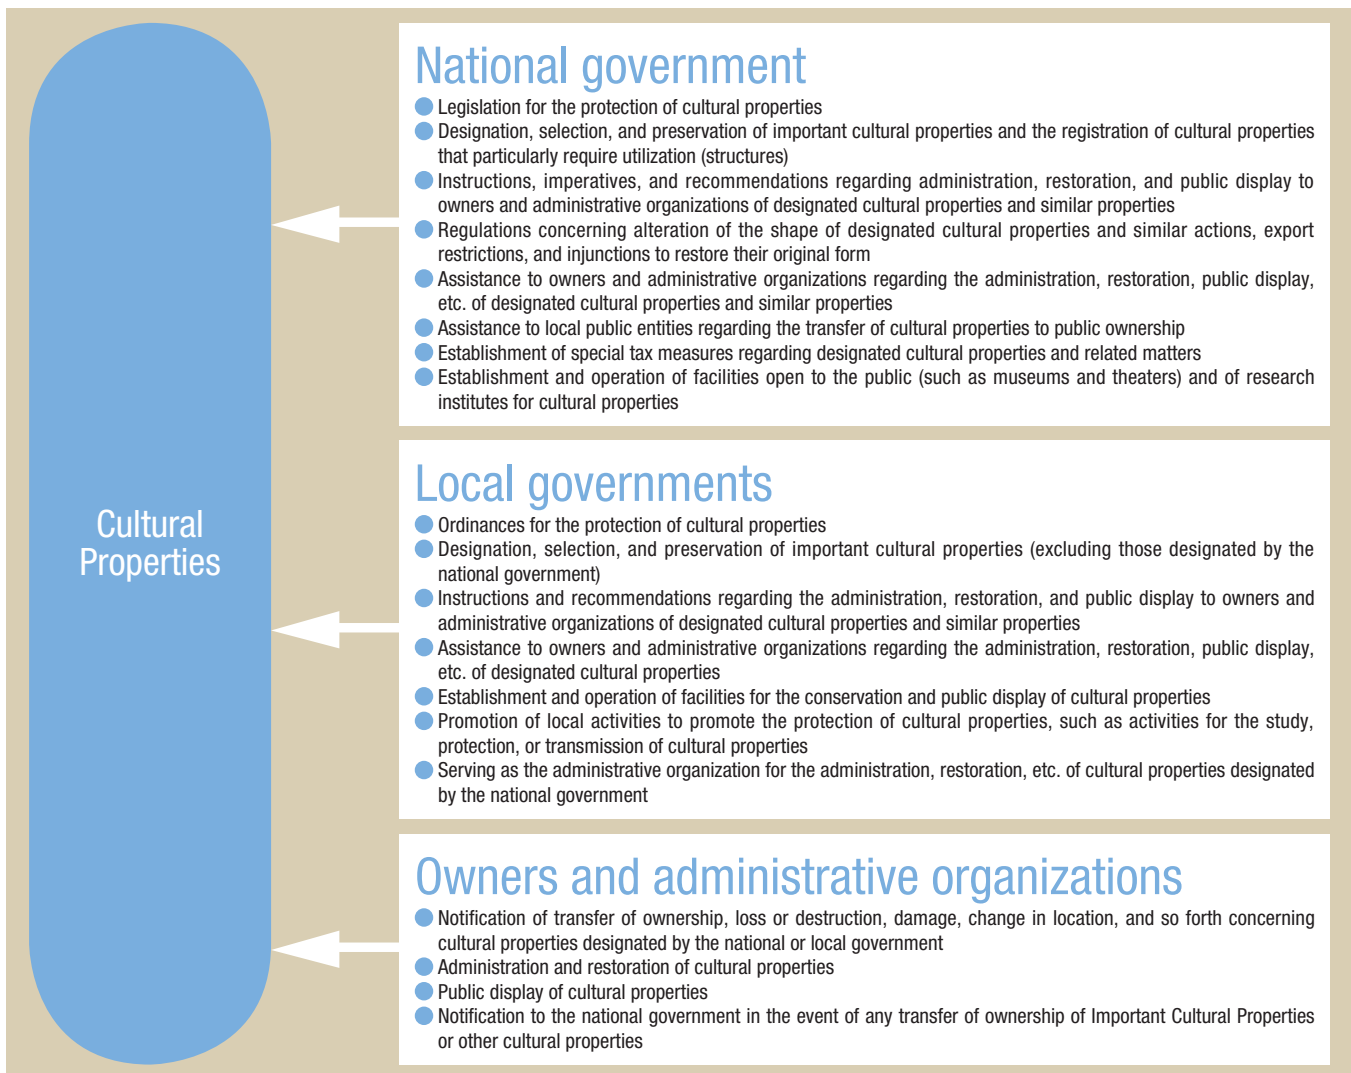 Cultural
Properties
National government
Legislation for the protection of cultural properties
Designation, selection, and preservation of important cultural properties and the registration of cultural properties
that particularly require utilization (structures)
Instructions, imperatives, and recommendations regarding administration, restoration, and public display to
owners and administrative organizations of designated cultural properties and similar properties
Regulations concerning alteration of the shape of designated cultural properties and similar actions, export
restrictions, and injunctions to restore their original form
Assistance to owners and administrative organizations regarding the administration, restoration, public display,
etc. of designated cultural properties and similar properties
Assistance to local public entities regarding the transfer of cultural properties to public ownership
Establishment of special tax measures regarding designated cultural properties and related matters
Establishment and operation of facilities open to the public (such as museums and theaters) and of research
institutes for cultural properties
Local governments
Ordinances for the protection of cultural properties
Designation, selection, and preservation of important cultural properties (excluding those designated by the
national government)
Instructions and recommendations regarding the administration, restoration, and public display to owners and
administrative organizations of designated cultural properties and similar properties
Assistance to owners and administrative organizations regarding the administration, restoration, public display,
etc. of designated cultural properties
Establishment and operation of facilities for the conservation and public display of cultural properties
Promotion of local activities to promote the protection of cultural properties, such as activities for the study,
protection, or transmission of cultural properties
Serving as the administrative organization for the administration, restoration, etc. of cultural properties designated
by the national government
Owners and administrative organizations
Notification of transfer of ownership, loss or destruction, damage, change in location, and so forth concerning
cultural properties designated by the national or local government
Administration and restoration of cultural properties
Public display of cultural properties
Notification to the national government in the event of any transfer of ownership of Important Cultural Properties
or other cultural properties